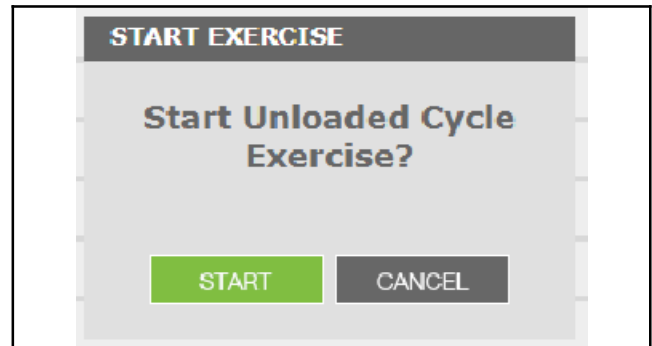 START EXERCISE
Start Unloaded Cycle
Exercise?
START
CANCEL